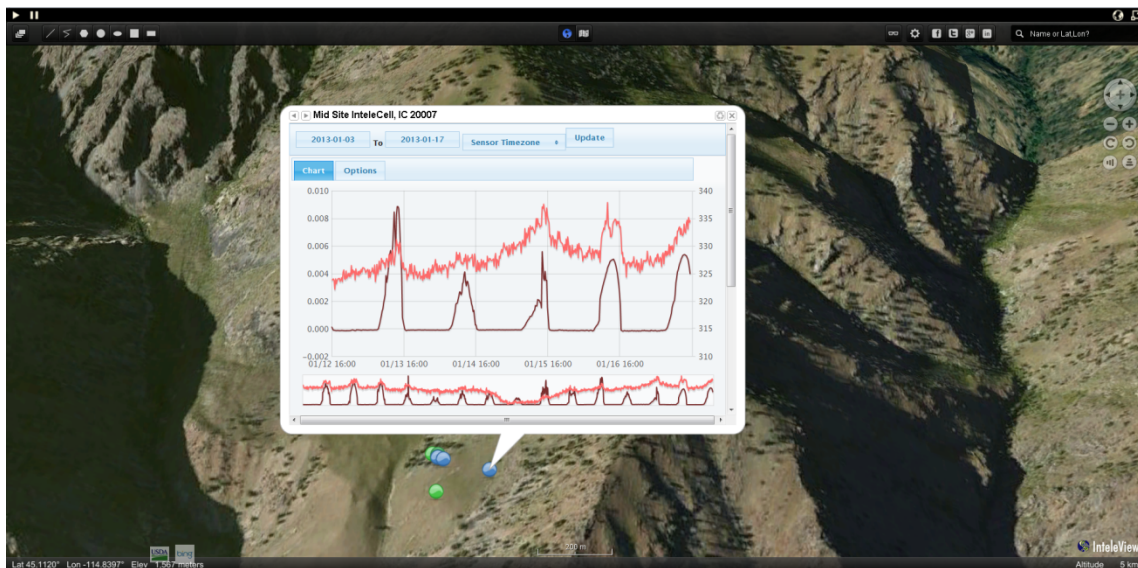 Name or Lat,Lon?
Mid Site InteleCell, IC 20007
2013-01-03 To 2013-01-17 Sensor Timezone Update
Chart Options
0.010 340
0.008 335
0.006 330
0.004 325
0.002 320
0.000 315
-0.002 310
01/12 16:00 01/13 16:00 01/14 16:00 01/15 16:00 01/16 16:00
200 m
USDA bing
InteleView
Lat 45.1120° Lon -114.8397° Elev 1,567 meters Altitude 5 km